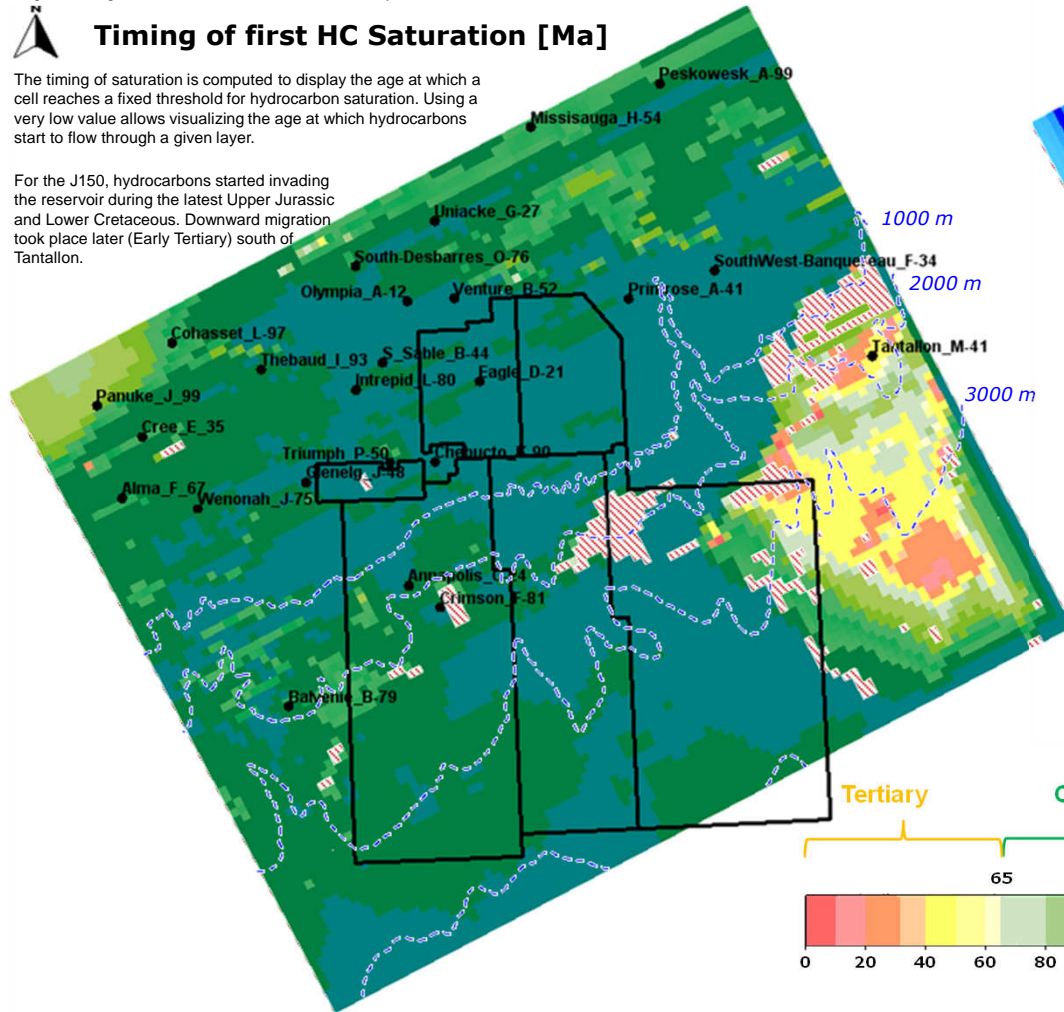 Timing of first HC Saturation [Ma]
The timing of saturation is computed to display the age at which a
cell reaches a fixed threshold for hydrocarbon saturation. Using a
very low value allows visualizing the age at which hydrocarbons
start to flow through a given layer.
For the J150, hydrocarbons started invading
the reservoir during the latest Upper Jurassic
and Lower Cretaceous. Downward migration
took place later (Early Tertiary) south of
Tantallon.
Peskowesk_A-99
Missisauga_H-54
Uniacke_G-27
1000 m
South-Desbarres_O-76
SouthWest-Banquereau_F-34
2000 m
Olympia_A-12
Venture_B-52
Primrose_A-41
Cohasset_L-97
Tantallon_M-41
Thebaud_I_93
S_Sable_B-44
Intrepid_L-80
Eagle_D-21
3000 m
Panuke_J_99
Cree_E_35
Triumph_P-50
Chebucto_K-90
Glenelg_J-48
Alma_F_67
Wenonah_J-75
Annapolis_G-24
Crimson_F-81
Balvenie_B-79
Tertiary
C
65
0 20 40 60 80